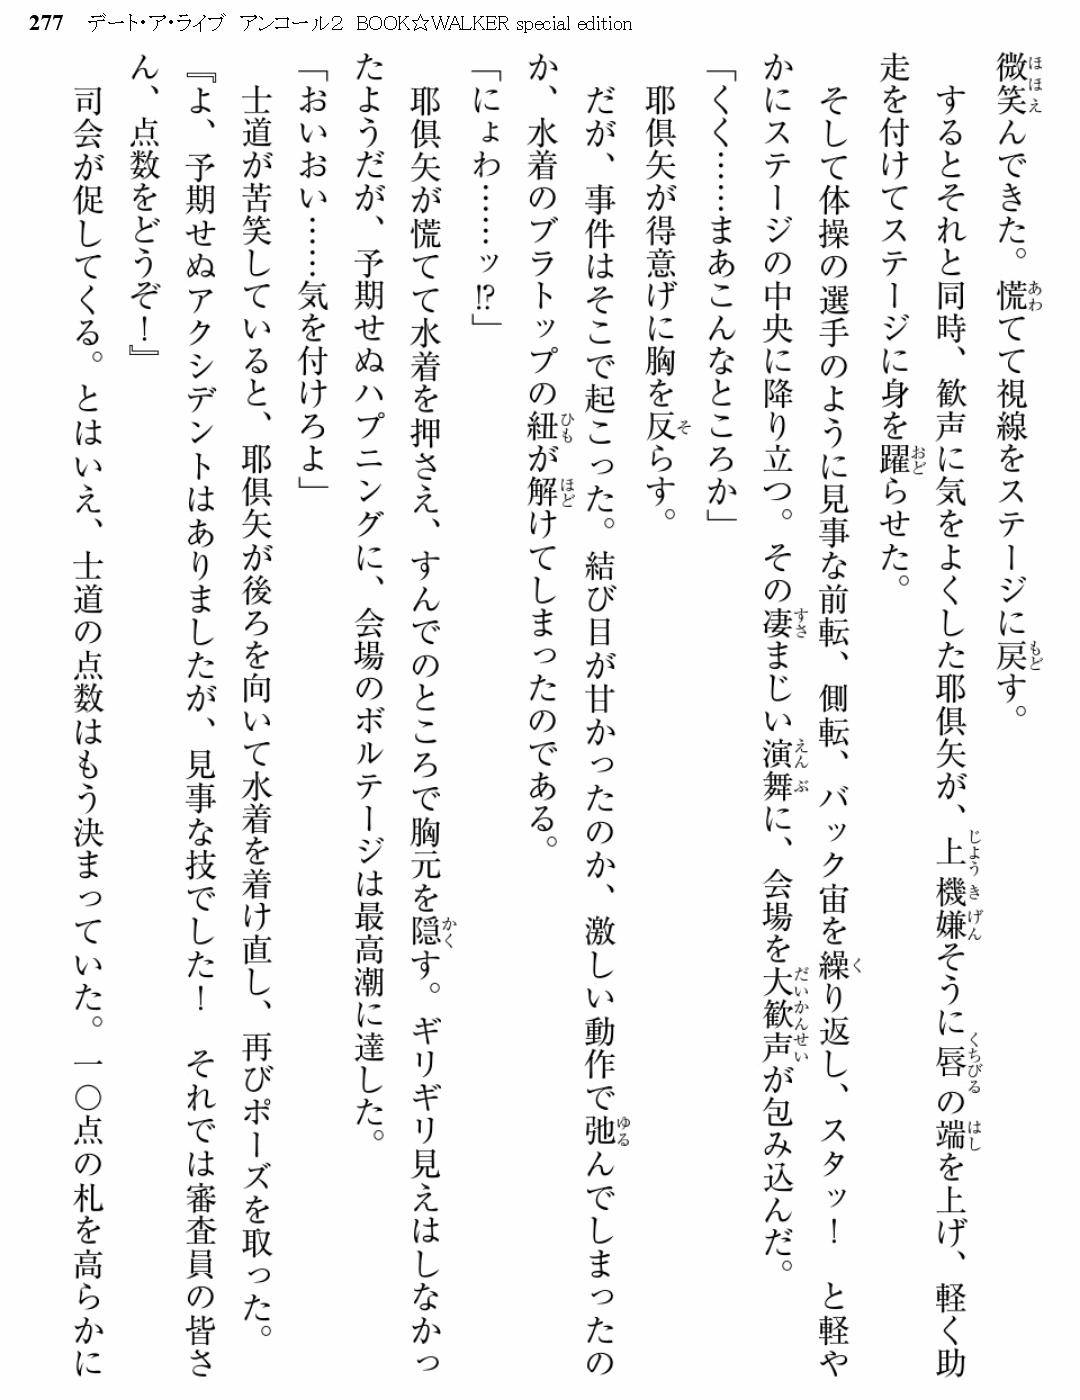 277 デート・ア・ライブ アンコール2 BOOK☆WALKER special edition
微笑んできた。慌てて視線をステージに戻す。
　するとそれと同時、歓声に気をよくした耶倶矢が、上機嫌そうに唇の端を上げ、軽く助
走を付けてステージに身を躍らせた。
　そして体操の選手のように見事な前転、側転、バック宙を繰り返し、スタッ！　と軽や
かにステージの中央に降り立つ。その凄まじい演舞に、会場を大歓声が包み込んだ。
「くく……まあこんなところか」
　耶倶矢が得意げに胸を反らす。
　だが、事件はそこで起こった。結び目が甘かったのか、激しい動作で弛んでしまったの
か、水着のブラトップの紐が解けてしまったのである。
「にょわ……ッ!?」
　耶倶矢が慌てて水着を押さえ、すんでのところで胸元を隠す。ギリギリ見えはしなかっ
たようだが、予期せぬハプニングに、会場のボルテージは最高潮に達した。
「おいおい……気を付けろよ」
　士道が苦笑していると、耶倶矢が後ろを向いて水着を着け直し、再びポーズを取った。
『よ、予期せぬアクシデントはありましたが、見事な技でした！　それでは審査員の皆さ
ん、点数をどうぞ！』
　司会が促してくる。とはいえ、士道の点数はもう決まっていた。一〇点の札を高らかに